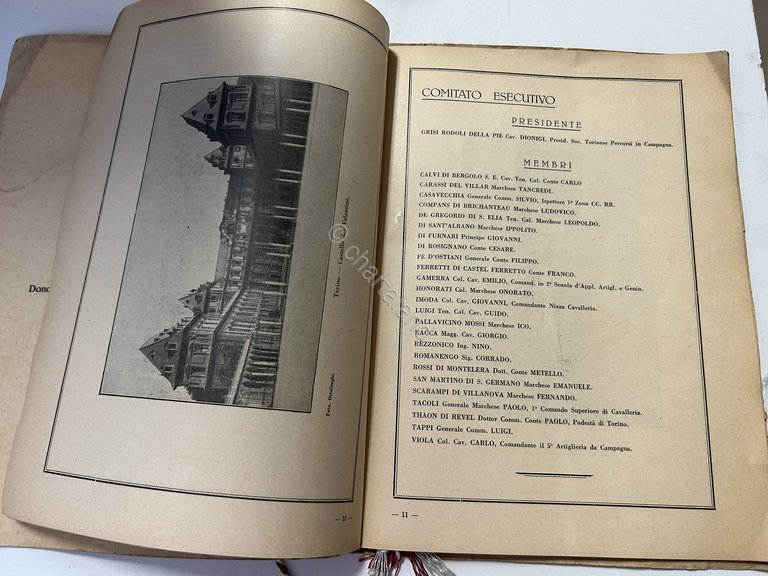 Dono
Torino — Castello del Valentino.
Foto. Ottolenghi.
— 10 —
COMITATO ESECUTIVO
PRESIDENTE
GRISI RODOLI DELLA PIÈ Cav. DIONIGI, Presid. Soc. Torinese Percorsi in Campagna.
MEMBRI
CALVI DI BERGOLO S. E. Cav. Ten. Col. Conte CARLO
CARASSI DEL VILLAR Marchese TANCREDI.
CASAVECCHIA Generale Comm. SILVIO, Ispettore 1ª Zona CC. RR.
COMPANS DI BRICHANTEAU Marchese LUDOVICO.
DE GREGORIO DI S. ELIA Ten. Col. Marchese LEOPOLDO.
DI SANT'ALBANO Marchese IPPOLITO.
DI FURNARI Principe GIOVANNI.
DI ROSIGNANO Conte CESARE.
FÈ D'OSTIANI Generale Conte FILIPPO.
FERRETTI DI CASTEL FERRETTO Conte FRANCO.
GAMERRA Col. Cav. EMILIO, Comand. in 2ª Scuola d'Appl. Artigl. e Genio.
HONORATI Col. Marchese ONORATO.
IMODA Col. Cav. GIOVANNI, Comandante Nizza Cavalleria.
LUIGI Ten. Col. Cav. GUIDO.
PALLAVICINO MOSSI Marchese ICO.
RACCA Magg. Cav. GIORGIO.
REZZONICO Ing. NINO.
ROMANENGO Sig. CORRADO.
ROSSI DI MONTELERA Dott. Conte METELLO.
SAN MARTINO DI S. GERMANO Marchese EMANUELE.
SCARAMPI DI VILLANOVA Marchese FERNANDO.
TACOLI Generale Marchese PAOLO, 1° Comando Superiore di Cavalleria.
THAON DI REVEL Dottor Comm. Conte PAOLO, Podestà di Torino.
TAPPI Generale Comm. LUIGI.
VIOLA Col. Cav. CARLO, Comandante il 5° Artiglieria da Campagna.
— 11 —